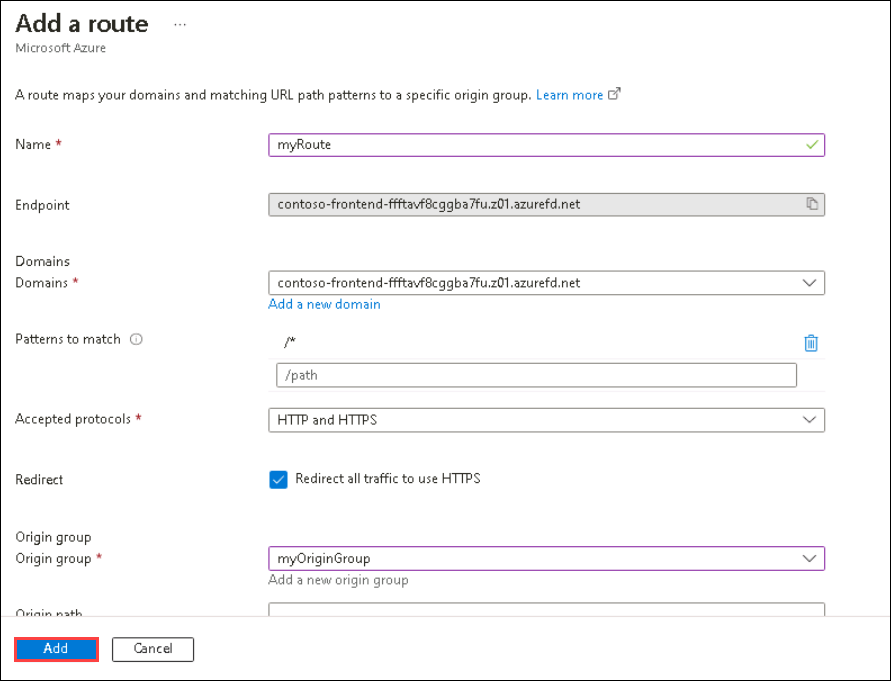 Add a route ...
Microsoft Azure
A route maps your domains and matching URL path patterns to a specific origin group. Learn more
Name * myRoute
Endpoint contoso-frontend-ffftavf8cggba7fu.z01.azurefd.net
Domains
Domains * contoso-frontend-ffftavf8cggba7fu.z01.azurefd.net
Add a new domain
Patterns to match /*
/path
Accepted protocols * HTTP and HTTPS
Redirect Redirect all traffic to use HTTPS
Origin group
Origin group * myOriginGroup
Add a new origin group
Origin path
Add Cancel